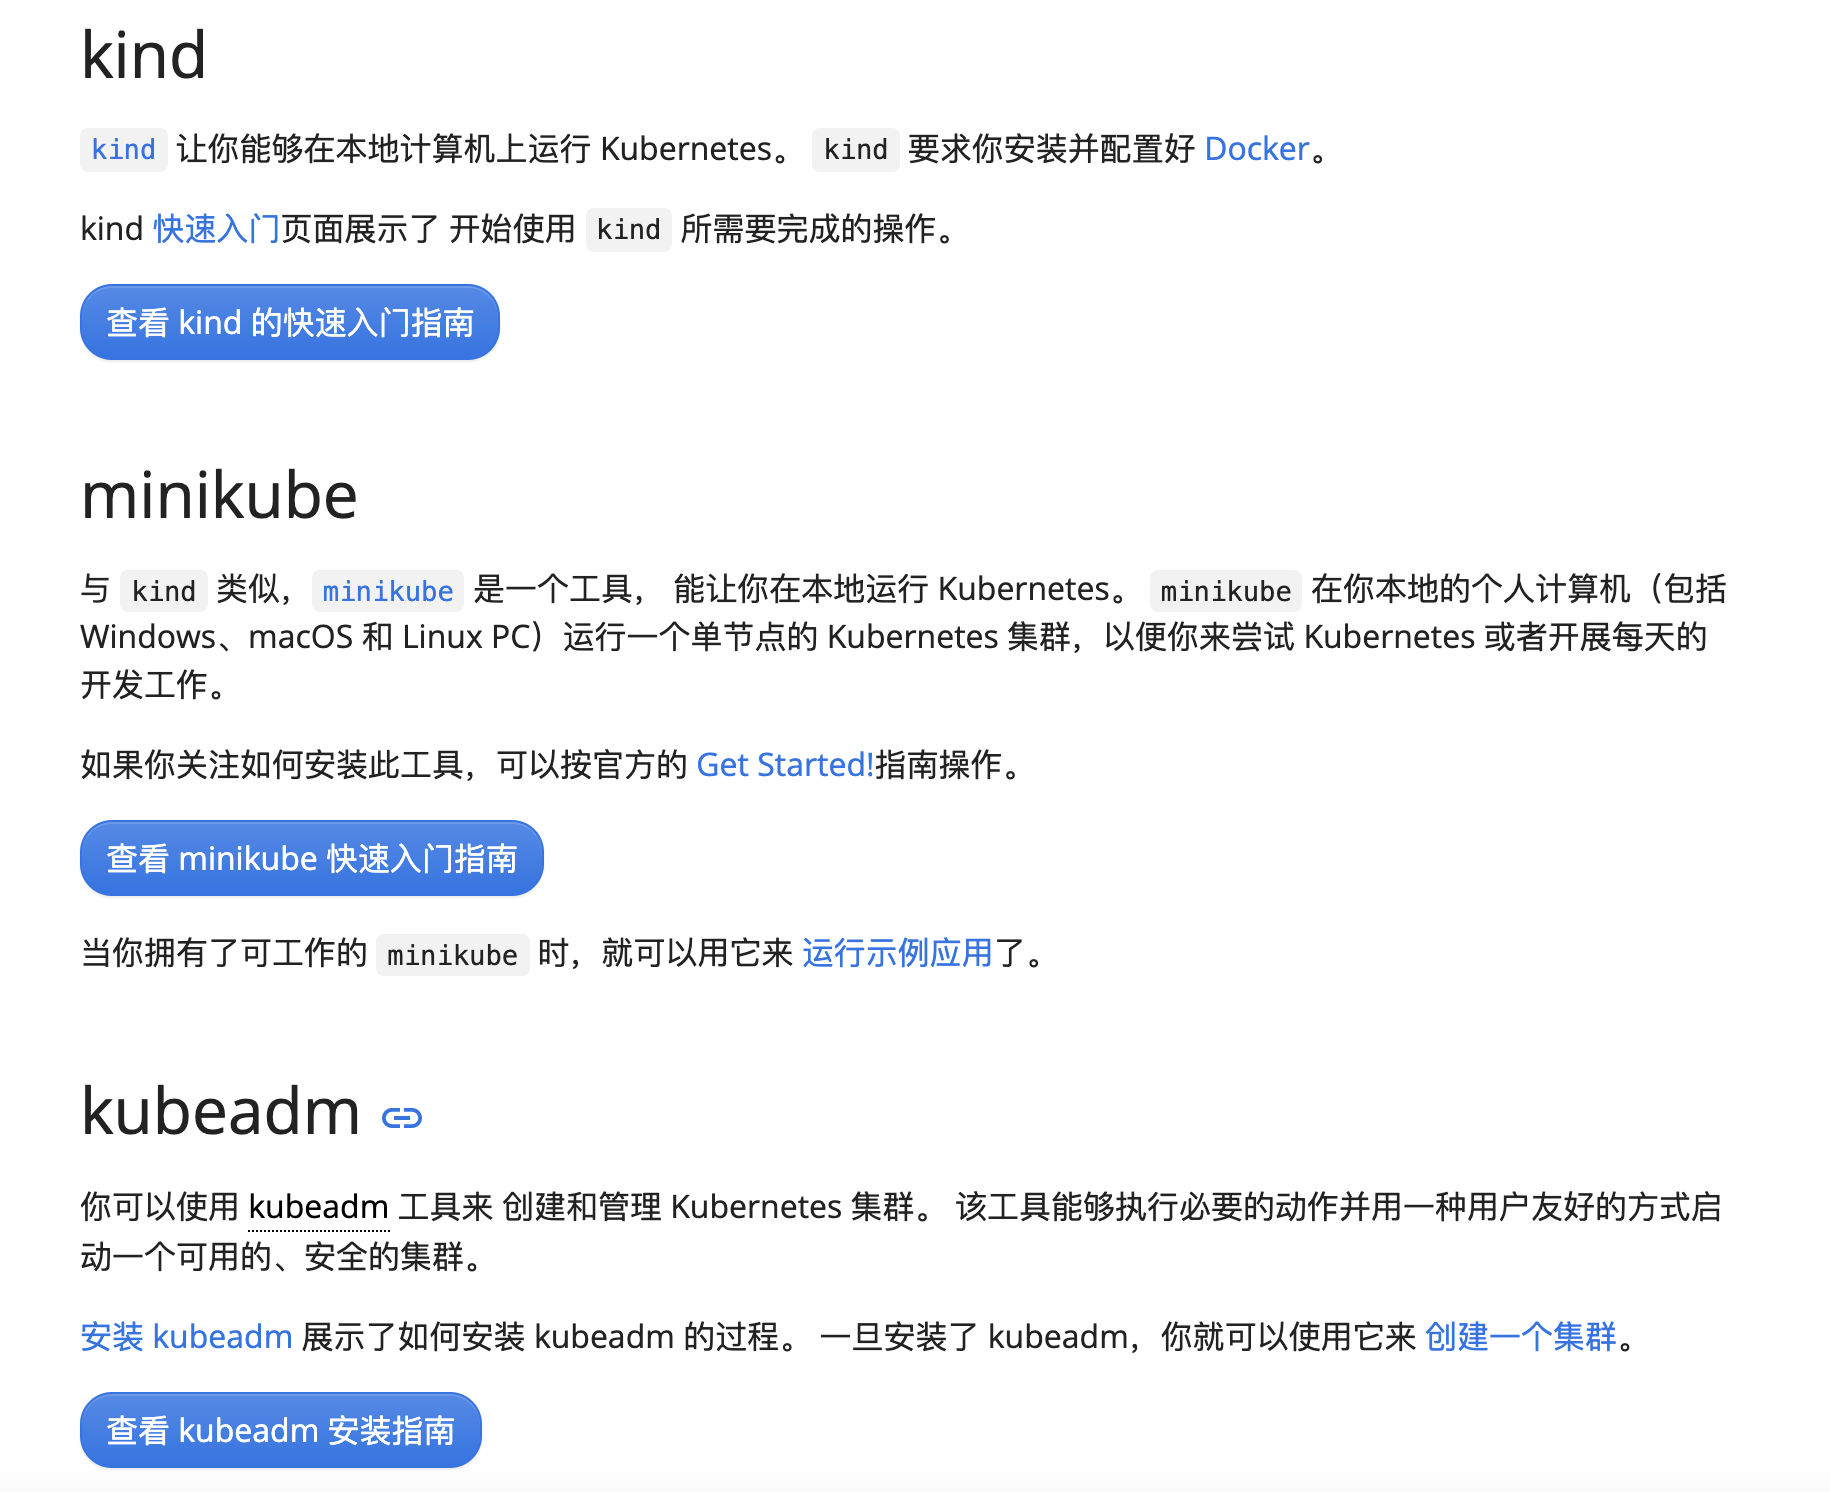 kind
kind 让你能够在本地计算机上运行 Kubernetes。 kind 要求你安装并配置好 Docker。
kind 快速入门页面展示了 开始使用 kind 所需要完成的操作。
查看 kind 的快速入门指南
minikube
与 kind 类似， minikube 是一个工具， 能让你在本地运行 Kubernetes。 minikube 在你本地的个人计算机（包括
Windows、macOS 和 Linux PC）运行一个单节点的 Kubernetes 集群，以便你来尝试 Kubernetes 或者开展每天的
开发工作。
如果你关注如何安装此工具，可以按官方的 Get Started!指南操作。
查看 minikube 快速入门指南
当你拥有了可工作的 minikube 时，就可以用它来 运行示例应用了。
kubeadm
你可以使用 kubeadm 工具来 创建和管理 Kubernetes 集群。 该工具能够执行必要的动作并用一种用户友好的方式启
动一个可用的、安全的集群。
安装 kubeadm 展示了如何安装 kubeadm 的过程。 一旦安装了 kubeadm，你就可以使用它来 创建一个集群。
查看 kubeadm 安装指南